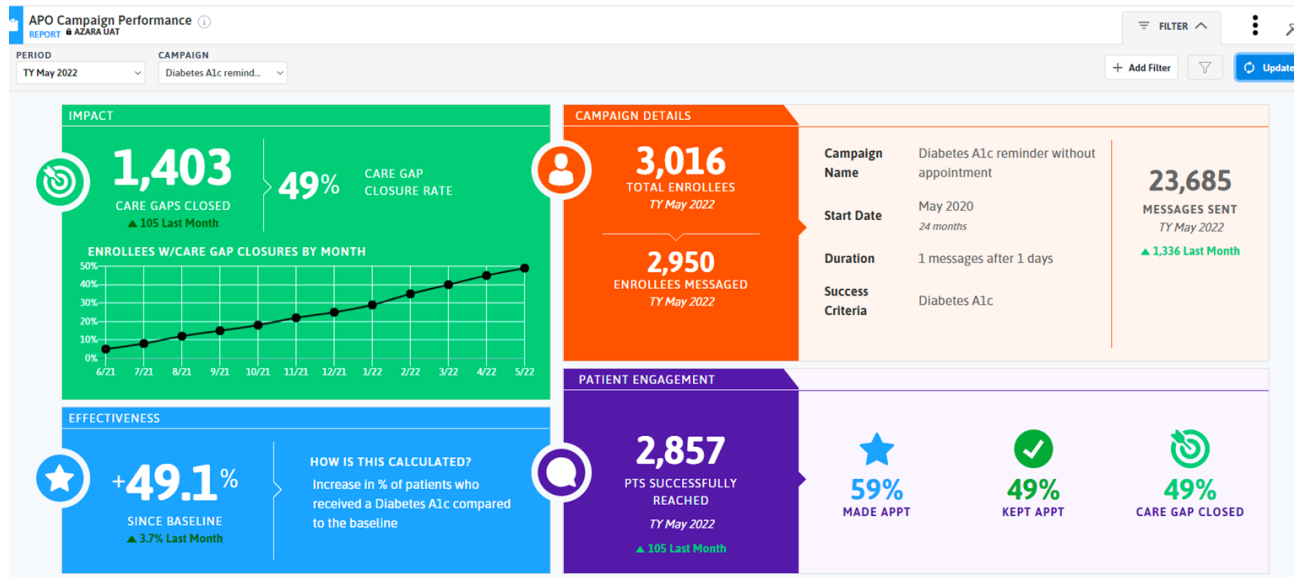 APO Campaign Performance
REPORT AZARA UAT
FILTER
PERIOD
CAMPAIGN
TY May 2022
Diabetes A1c remind...
+ Add Filter
Update
IMPACT
1,403
CARE GAPS CLOSED
▲ 105 Last Month
49%
CARE GAP
CLOSURE RATE
ENROLLEES W/CARE GAP CLOSURES BY MONTH
50%
40%
30%
20%
10%
0%
6/21 7/21 8/21 9/21 10/21 11/21 12/21 1/22 2/22 3/22 4/22 5/22
CAMPAIGN DETAILS
3,016
TOTAL ENROLLEES
TY May 2022
2,950
ENROLLEES MESSAGED
TY May 2022
Campaign
Name
Diabetes A1c reminder without
appointment
Start Date
May 2020
24 months
Duration
1 messages after 1 days
Success
Criteria
Diabetes A1c
23,685
MESSAGES SENT
TY May 2022
▲ 1,336 Last Month
EFFECTIVENESS
+49.1%
SINCE BASELINE
▲ 3.7% Last Month
HOW IS THIS CALCULATED?
Increase in % of patients who
received a Diabetes A1c compared
to the baseline
PATIENT ENGAGEMENT
2,857
PTS SUCCESSFULLY
REACHED
TY May 2022
▲ 105 Last Month
59%
MADE APPT
49%
KEPT APPT
49%
CARE GAP CLOSED